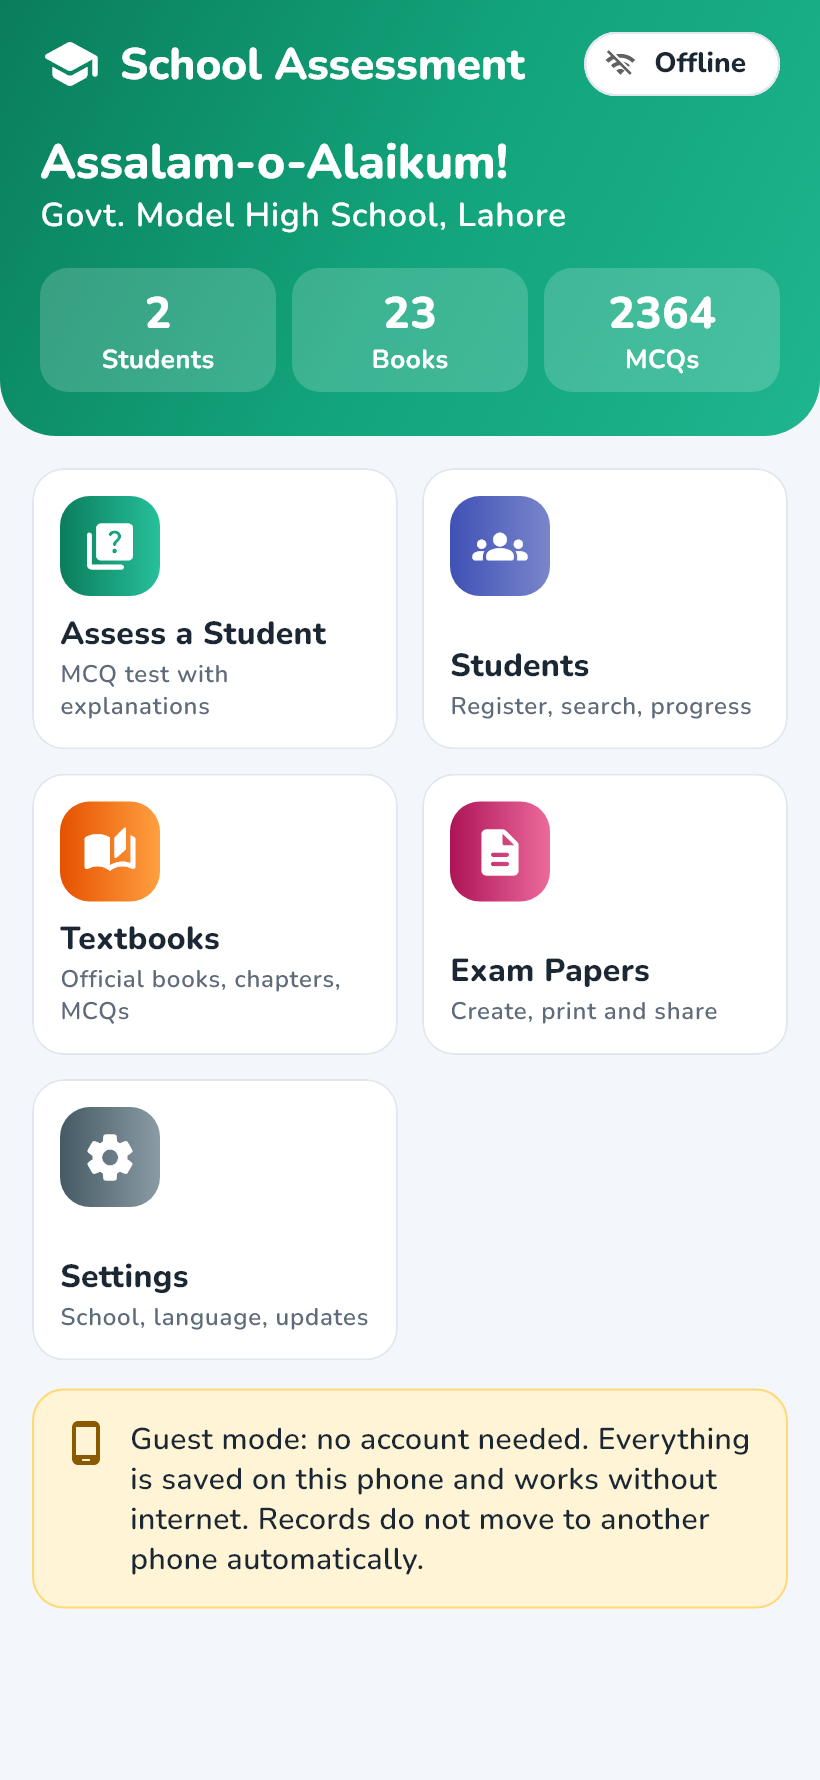 School Assessment
Offline
Assalam-o-Alaikum!
Govt. Model High School, Lahore
2
Students
23
Books
2364
MCQs
?
Assess a Student
MCQ test with
explanations
Students
Register, search, progress
Textbooks
Official books, chapters,
MCQs
Exam Papers
Create, print and share
Settings
School, language, updates
Guest mode: no account needed. Everything
is saved on this phone and works without
internet. Records do not move to another
phone automatically.